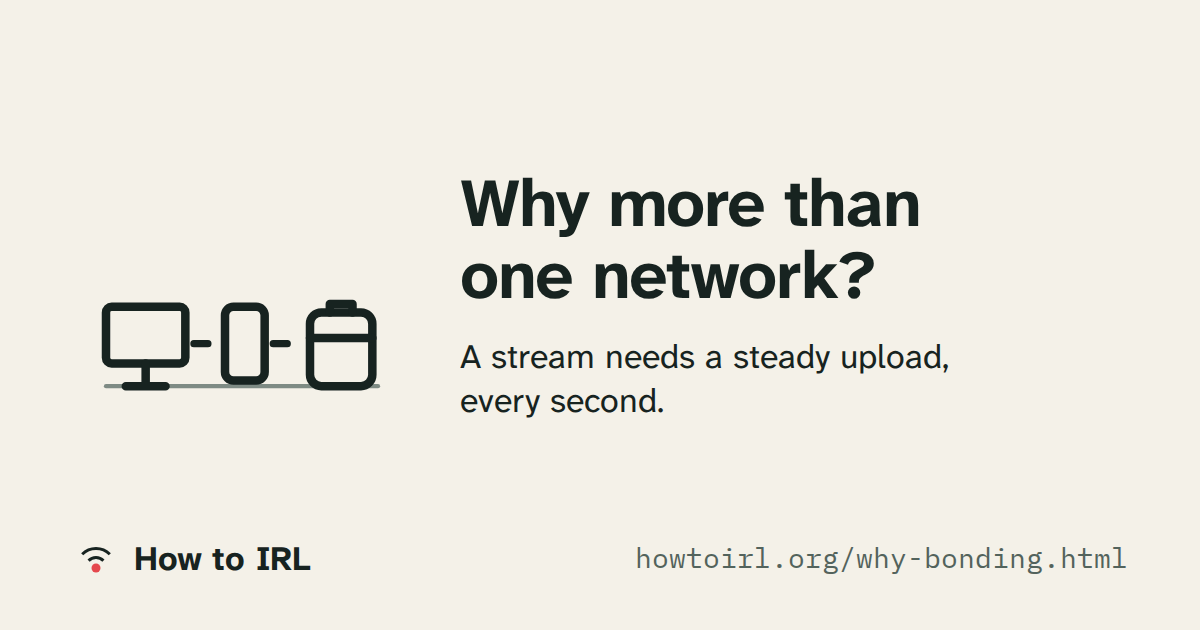 Why more than
one network?
A stream needs a steady upload,
every second.
How to IRL
howtoirl.org/why-bonding.html